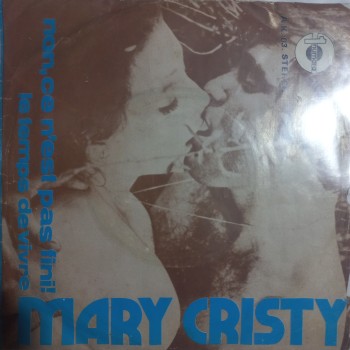 non, ce n'est pas fini!
le temps de vivre
MARY CRISTY